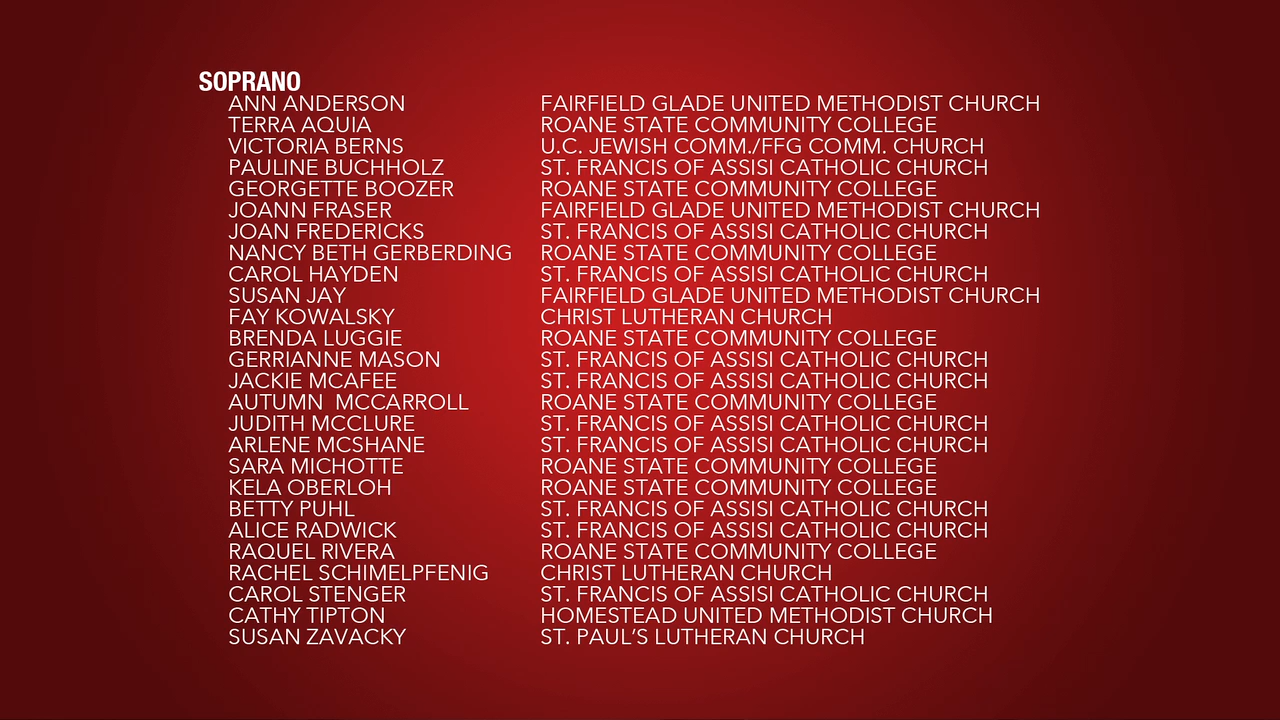 SOPRANO
ANN ANDERSON FAIRFIELD GLADE UNITED METHODIST CHURCH
TERRA AQUIA ROANE STATE COMMUNITY COLLEGE
VICTORIA BERNS U.C. JEWISH COMM./FFG COMM. CHURCH
PAULINE BUCHHOLZ ST. FRANCIS OF ASSISI CATHOLIC CHURCH
GEORGETTE BOOZER ROANE STATE COMMUNITY COLLEGE
JOANN FRASER FAIRFIELD GLADE UNITED METHODIST CHURCH
JOAN FREDERICKS ST. FRANCIS OF ASSISI CATHOLIC CHURCH
NANCY BETH GERBERDING ROANE STATE COMMUNITY COLLEGE
CAROL HAYDEN ST. FRANCIS OF ASSISI CATHOLIC CHURCH
SUSAN JAY FAIRFIELD GLADE UNITED METHODIST CHURCH
FAY KOWALSKY CHRIST LUTHERAN CHURCH
BRENDA LUGGIE ROANE STATE COMMUNITY COLLEGE
GERRIANNE MASON ST. FRANCIS OF ASSISI CATHOLIC CHURCH
JACKIE MCAFEE ST. FRANCIS OF ASSISI CATHOLIC CHURCH
AUTUMN  MCCARROLL ROANE STATE COMMUNITY COLLEGE
JUDITH MCCLURE ST. FRANCIS OF ASSISI CATHOLIC CHURCH
ARLENE MCSHANE ST. FRANCIS OF ASSISI CATHOLIC CHURCH
SARA MICHOTTE ROANE STATE COMMUNITY COLLEGE
KELA OBERLOH ROANE STATE COMMUNITY COLLEGE
BETTY PUHL ST. FRANCIS OF ASSISI CATHOLIC CHURCH
ALICE RADWICK ST. FRANCIS OF ASSISI CATHOLIC CHURCH
RAQUEL RIVERA ROANE STATE COMMUNITY COLLEGE
RACHEL SCHIMELPFENIG CHRIST LUTHERAN CHURCH
CAROL STENGER ST. FRANCIS OF ASSISI CATHOLIC CHURCH
CATHY TIPTON HOMESTEAD UNITED METHODIST CHURCH
SUSAN ZAVACKY ST. PAUL'S LUTHERAN CHURCH